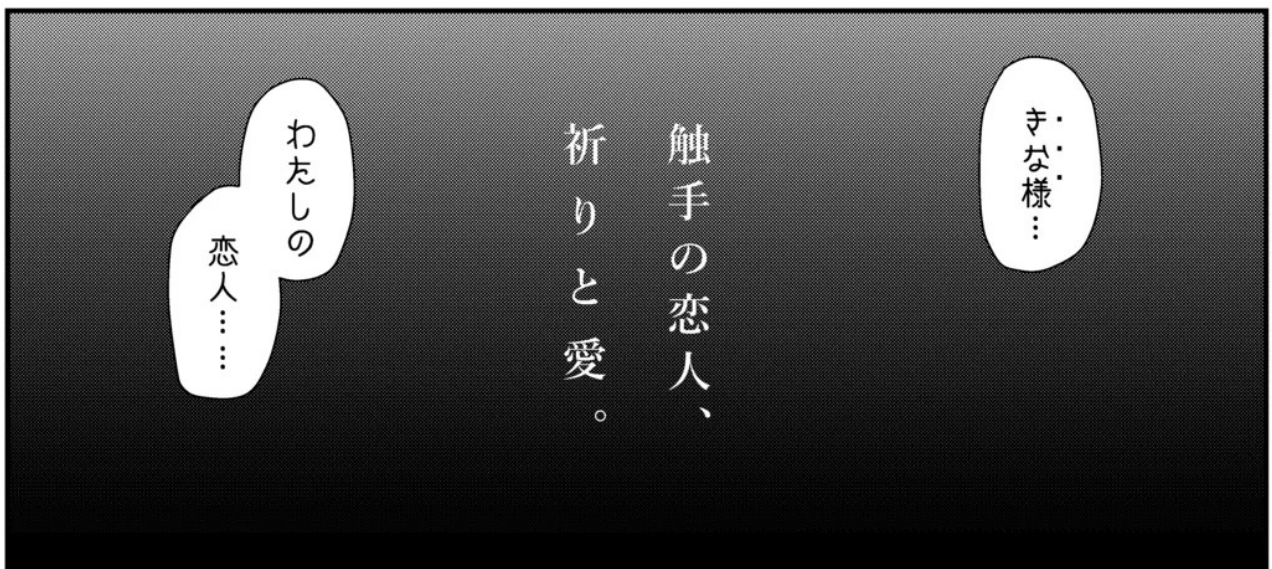 きな様…
触手の恋人、
祈りと愛。
わたしの
恋人……